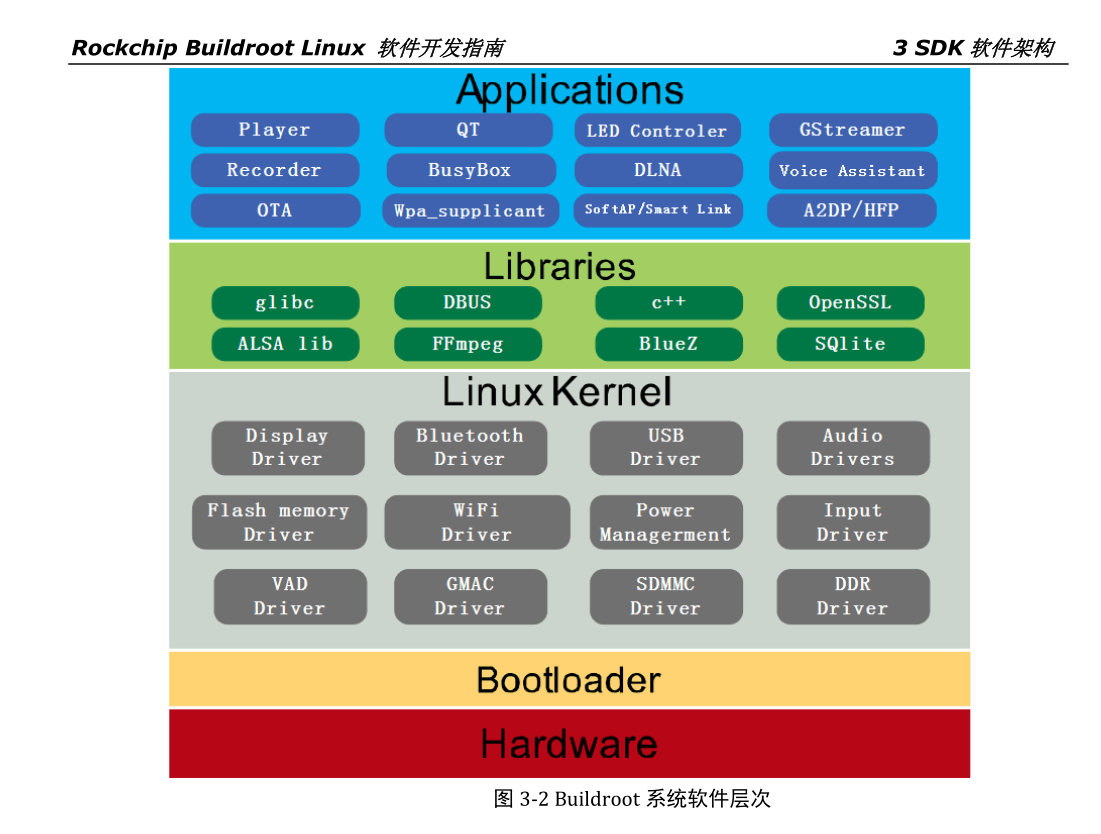 Rockchip Buildroot Linux 软件开发指南 3 SDK 软件架构
Applications
Player QT LED Controler GStreamer
Recorder BusyBox DLNA Voice Assistant
OTA Wpa_supplicant SoftAP/Smart Link A2DP/HFP
Libraries
glibc DBUS c++ OpenSSL
ALSA lib FFmpeg BlueZ SQlite
Linux Kernel
Display Bluetooth USB Audio
Driver Driver Driver Drivers
Flash memory WiFi Power Input
Driver Driver Managerment Driver
VAD GMAC SDMMC DDR
Driver Driver Driver Driver
Bootloader
Hardware
图 3-2 Buildroot 系统软件层次